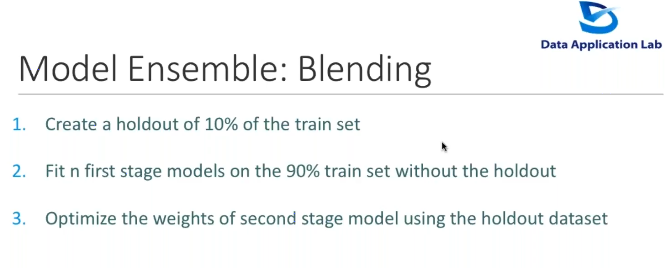 Data Application Lab
Model Ensemble: Blending
1. Create a holdout of 10% of the train set
2. Fit n first stage models on the 90% train set without the holdout
3. Optimize the weights of second stage model using the holdout dataset